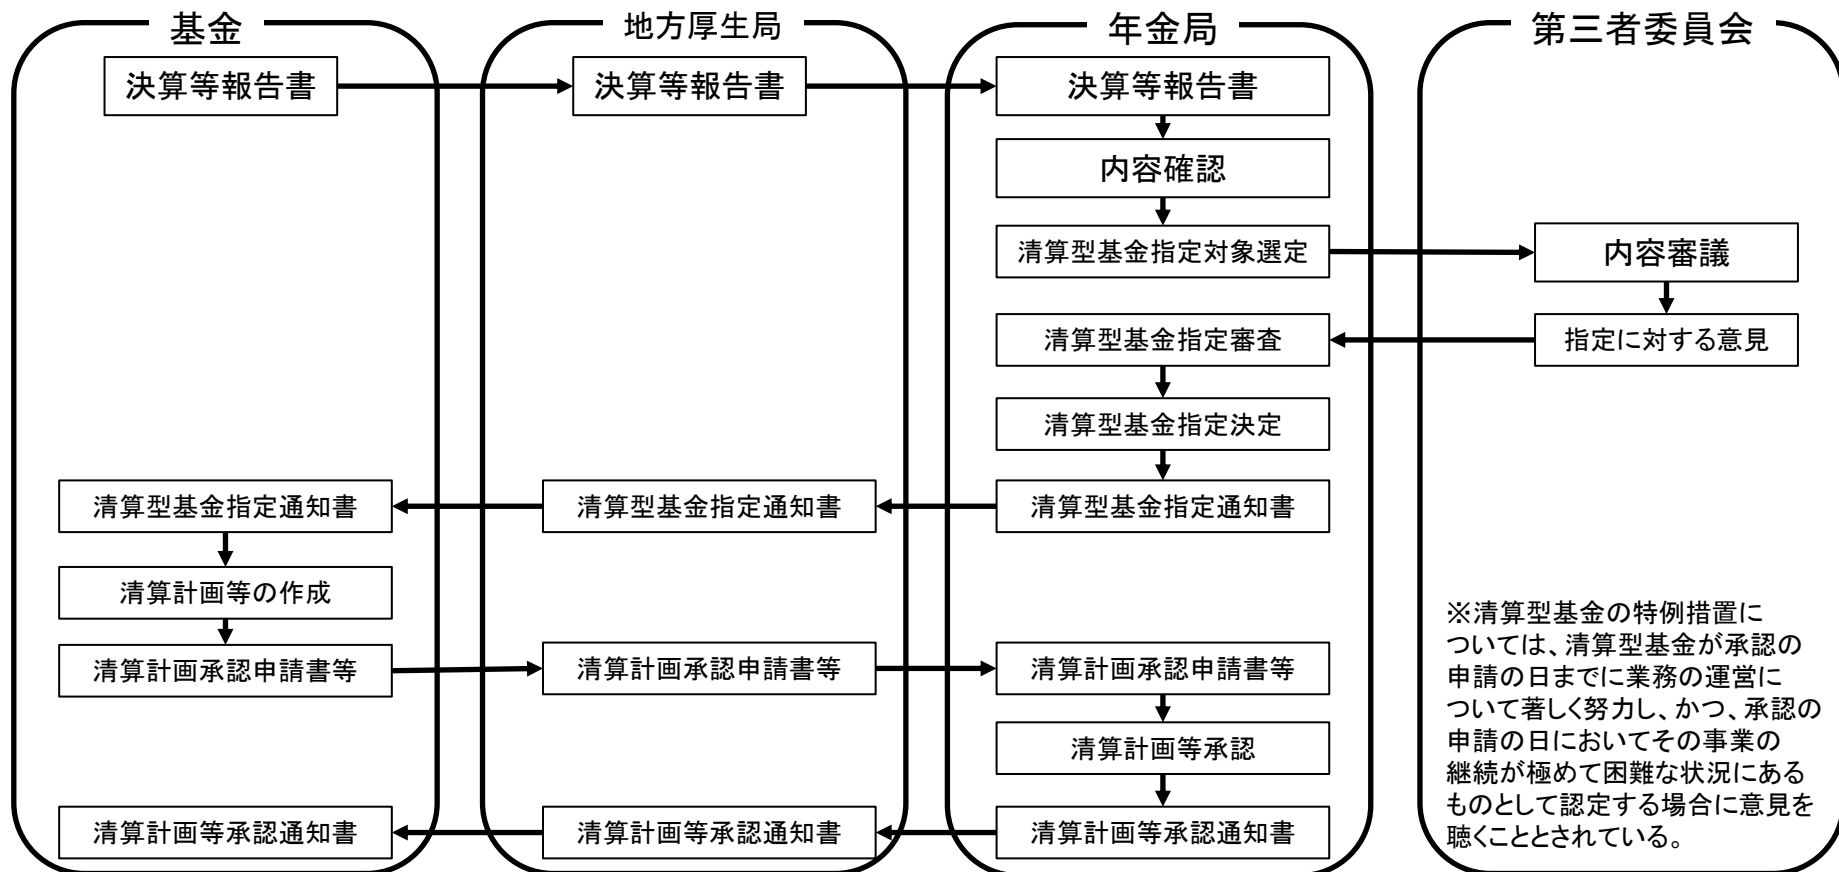 基金
地方厚生局
年金局
第三者委員会
決算等報告書
決算等報告書
決算等報告書
内容確認
清算型基金指定対象選定
内容審議
清算型基金指定審査
指定に対する意見
清算型基金指定決定
清算型基金指定通知書
清算型基金指定通知書
清算型基金指定通知書
清算計画等の作成
清算計画承認申請書等
清算計画承認申請書等
清算計画承認申請書等
清算計画等承認
清算計画等承認通知書
清算計画等承認通知書
清算計画等承認通知書
※清算型基金の特例措置に
ついては、清算型基金が承認の
申請の日までに業務の運営に
ついて著しく努力し、かつ、承認の
申請の日においてその事業の
継続が極めて困難な状況にある
ものとして認定する場合に意見を
聴くこととされている。